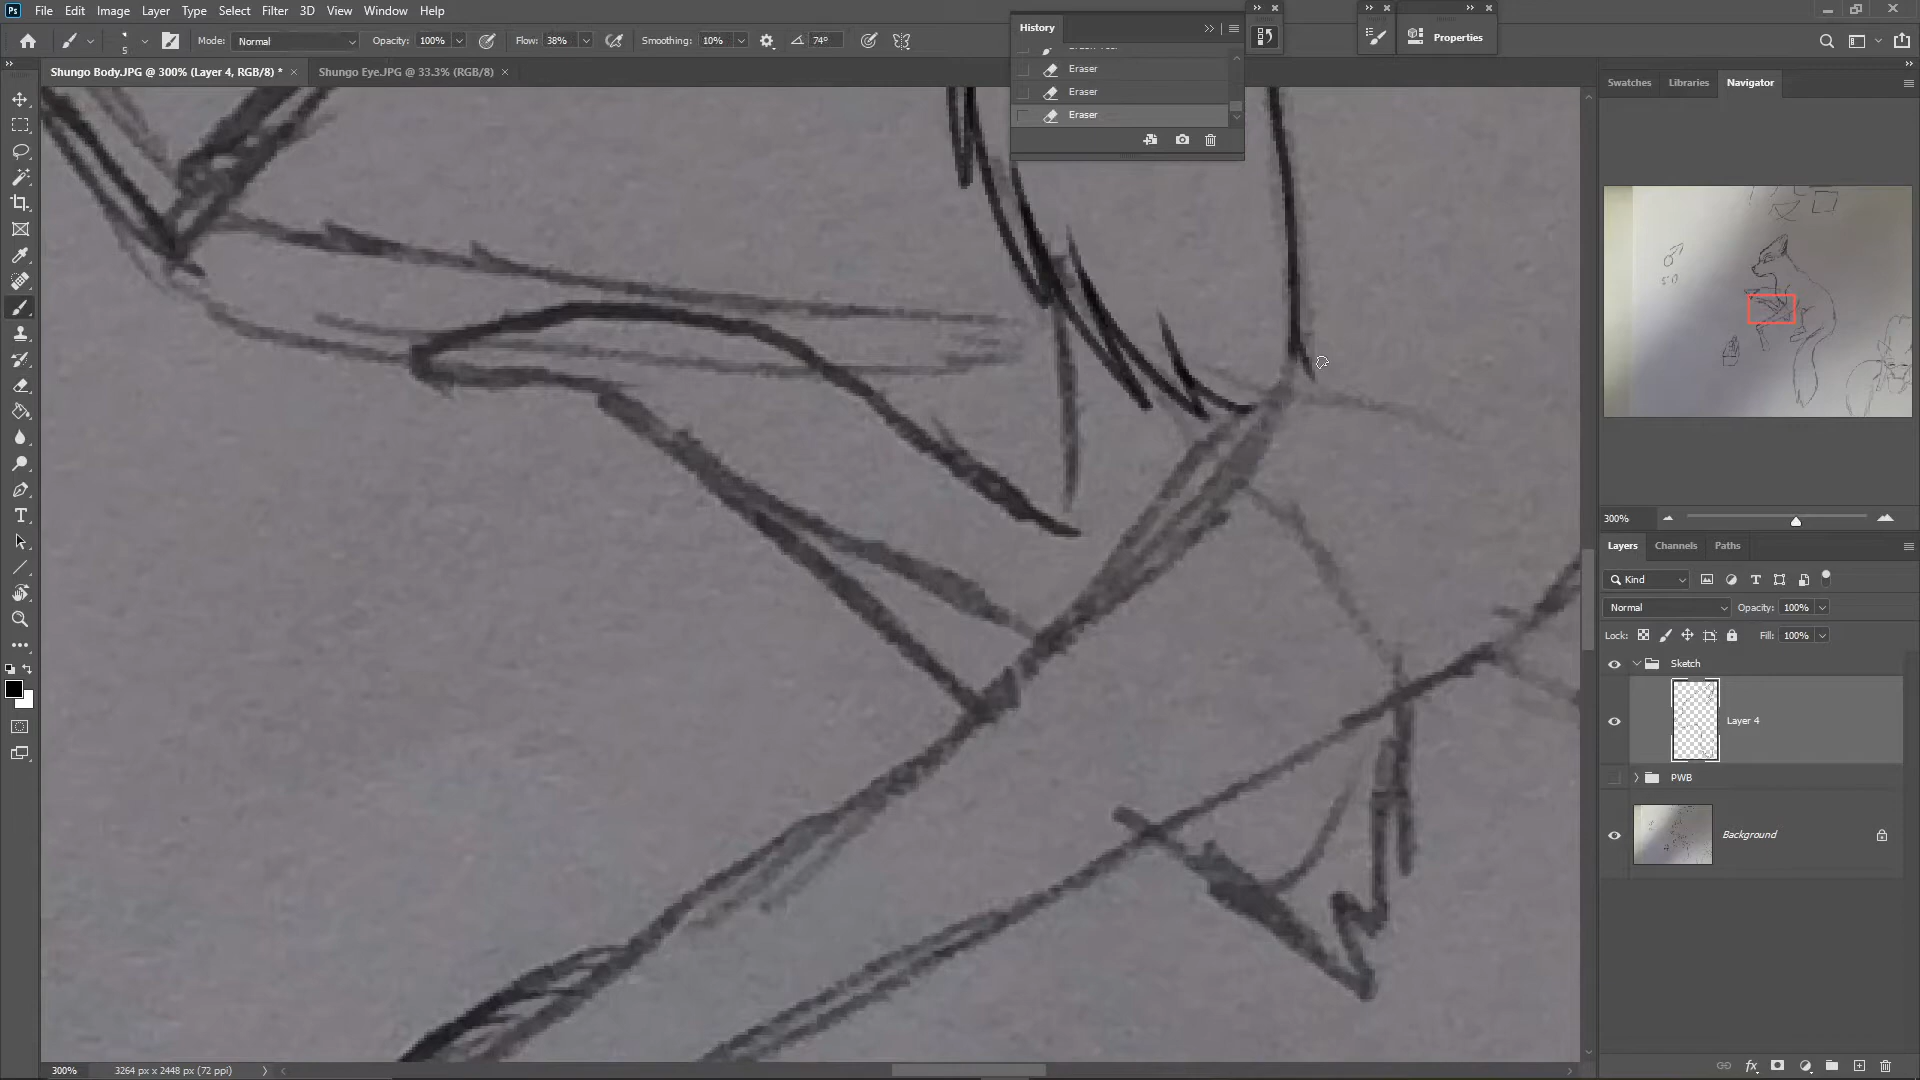 Ps File Edit Image Layer Type Select Filter 3D View Window Help
5 Mode: Normal Opacity: 100% Flow: 38% Smoothing: 10% 74°
Properties
History
Eraser
Eraser
Eraser
Shungo Body.JPG @ 300% (Layer 4, RGB/8) * × Shungo Eye.JPG @ 33.3% (RGB/8) ×
Swatches Libraries Navigator
300%
Layers Channels Paths
Kind
Normal Opacity: 100%
Lock: Fill: 100%
Sketch
Layer 4
PWB
Background
300% 3264 px x 2448 px (72 ppi)